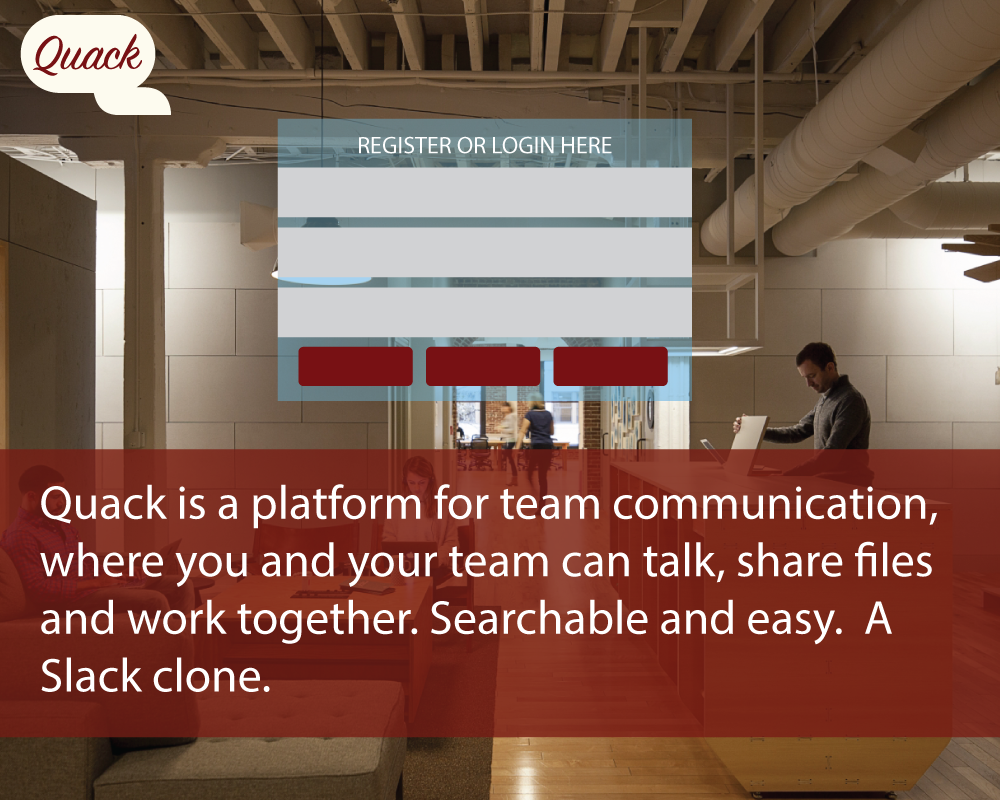 Quack
REGISTER OR LOGIN HERE
Quack is a platform for team communication,
where you and your team can talk, share files
and work together. Searchable and easy.  A
Slack clone.